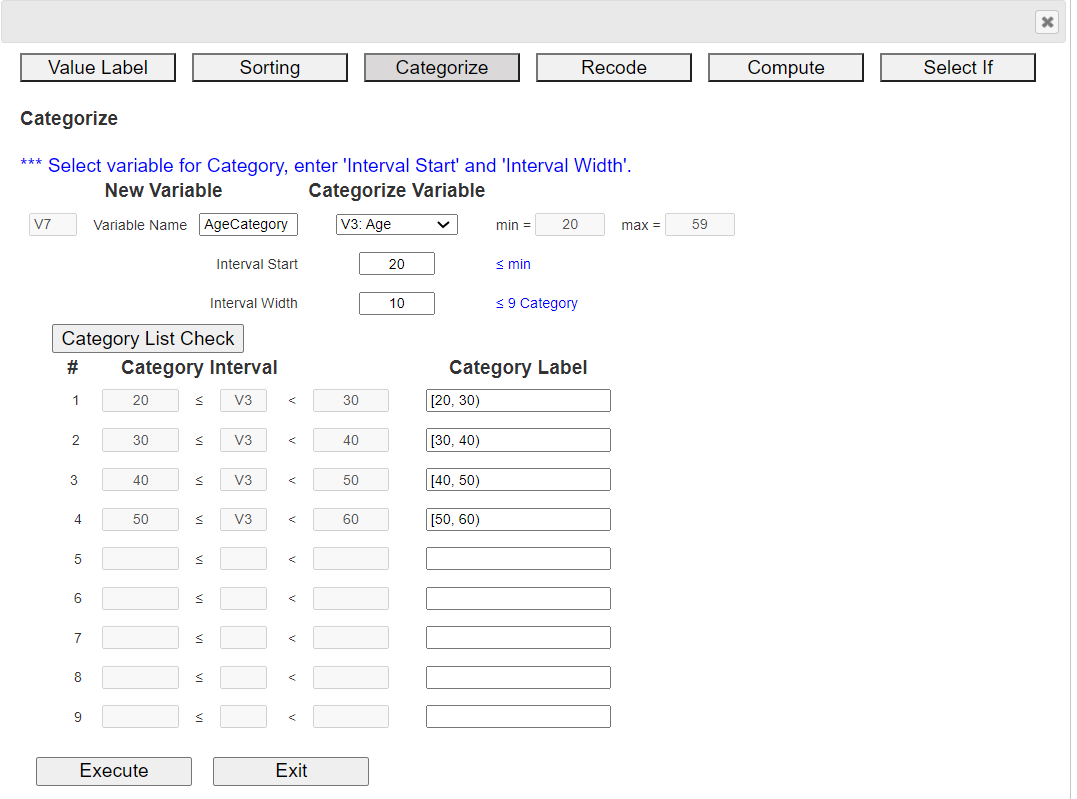 Value Label Sorting Categorize Recode Compute Select If
Categorize
*** Select variable for Category, enter 'Interval Start' and 'Interval Width'.
New Variable Categorize Variable
V7 Variable Name AgeCategory V3: Age min = 20 max = 59
Interval Start 20 ≤ min
Interval Width 10 ≤ 9 Category
Category List Check
# Category Interval Category Label
1 20 ≤ V3 < 30 [20, 30)
2 30 ≤ V3 < 40 [30, 40)
3 40 ≤ V3 < 50 [40, 50)
4 50 ≤ V3 < 60 [50, 60)
5 ≤ <
6 ≤ <
7 ≤ <
8 ≤ <
9 ≤ <
Execute Exit